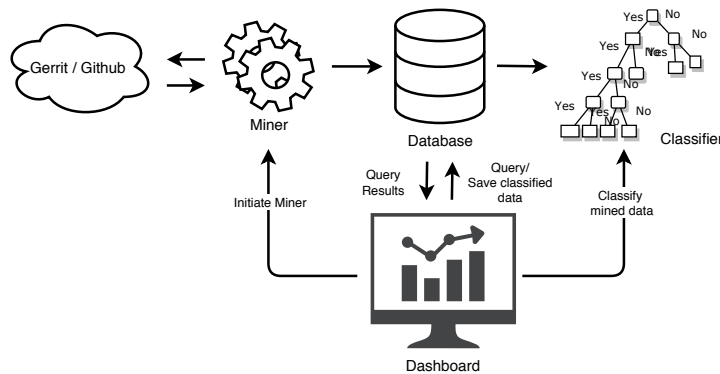 Yes
No
Yes
No
Yes
No
Yes
No
Yes
No
Yes
No
Gerrit / Github
Miner
Database
Classifier
Query
Results
Query/
Save classified
data
Initiate Miner
Classify
mined data
Dashboard